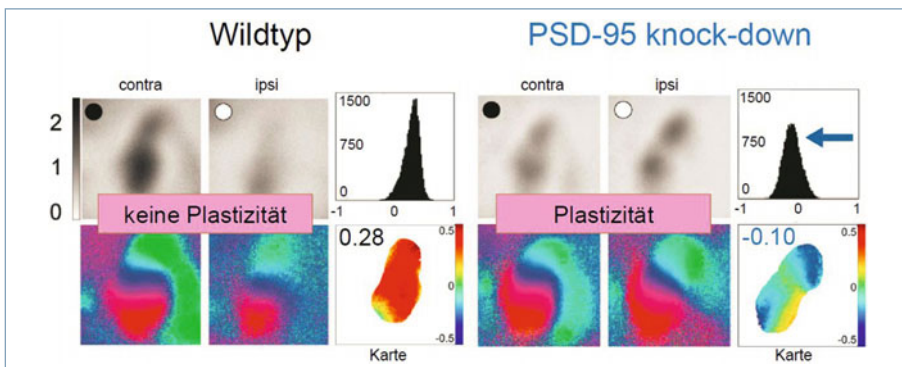 Wildtyp
PSD-95 knock-down
contra
ipsi
contra
ipsi
2
1
0
1500
750
0
-1 0 1
1500
750
0
-1 0 1
keine Plastizität
Plastizität
0.28
0.5
0
-0.5
Karte
-0.10
0.5
0
-0.5
Karte